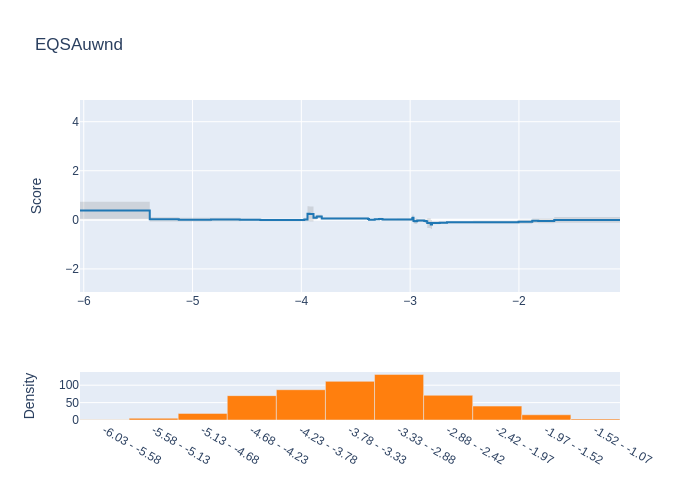 EQSAuwnd
Score
4
2
0
−2
−6
−5
−4
−3
−2
Density
100
50
0
-6.03 - -5.58
-5.58 - -5.13
-5.13 - -4.68
-4.68 - -4.23
-4.23 - -3.78
-3.78 - -3.33
-3.33 - -2.88
-2.88 - -2.42
-2.42 - -1.97
-1.97 - -1.52
-1.52 - -1.07